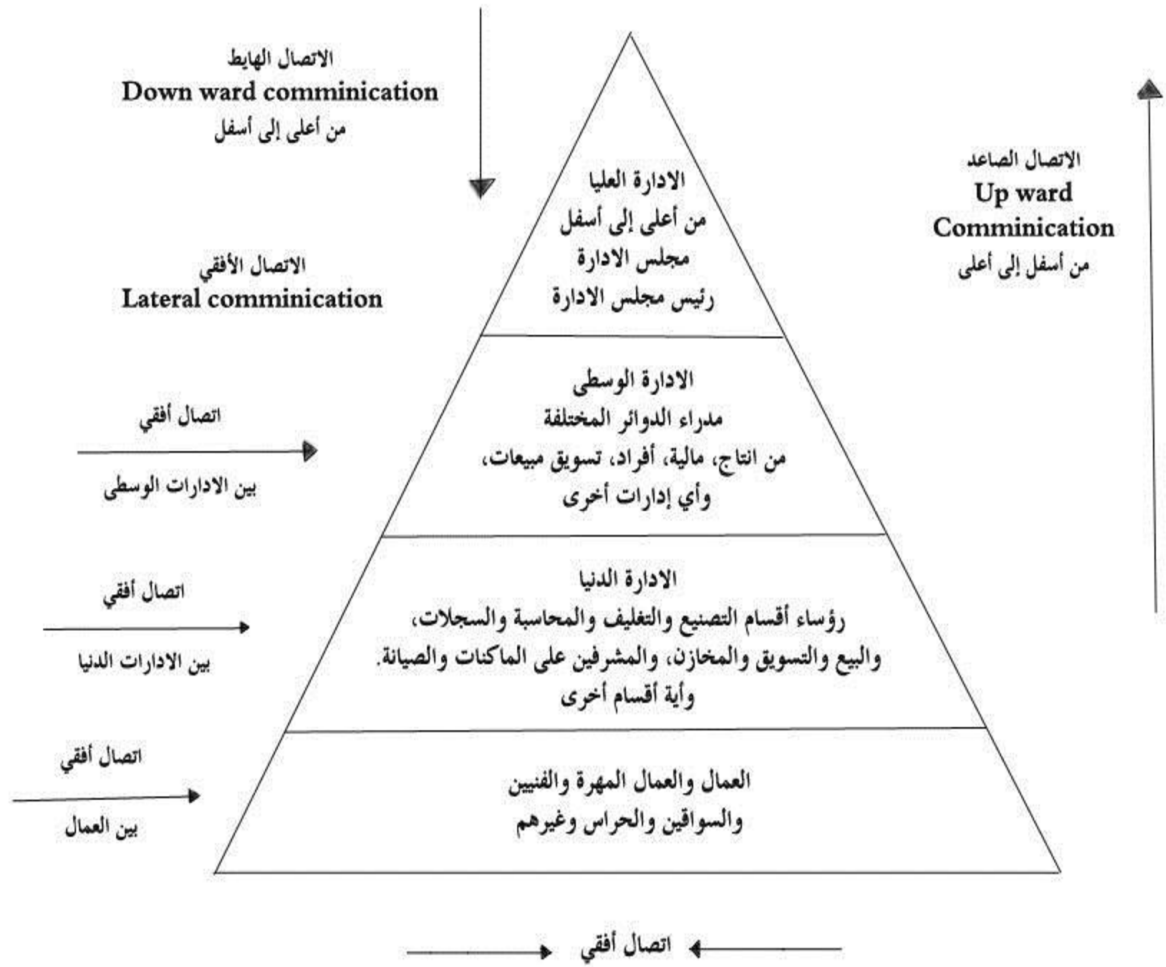 الاتصال الهايط
Down ward comminication
من أعلى إلى أسفل
الاتصال الصاعد
Up ward
Comminication
من أسفل إلى أعلى
الاتصال الأفقي
Lateral comminication
الادارة العليا
من أعلى إلى أسفل
مجلس الادارة
رئيس مجلس الادارة
اتصال أفقي
بين الادارات الوسطى
الادارة الوسطى
مدراء الدوائر المختلفة
من انتاج، مالية، أفراد، تسويق مبيعات،
وأي إدارات أخرى
اتصال أفقي
بين الادارات الدنيا
الادارة الدنيا
رؤساء أقسام التصنيع والتغليف والمحاسبة والسجلات،
والبيع والتسويق والمخازن، والمشرفين على الماكنات والصيانة.
وأية أقسام أخرى
اتصال أفقي
بين العمال
العمال والعمال المهرة والفنيين
والسواقين والحراس وغيرهم
اتصال أفقي